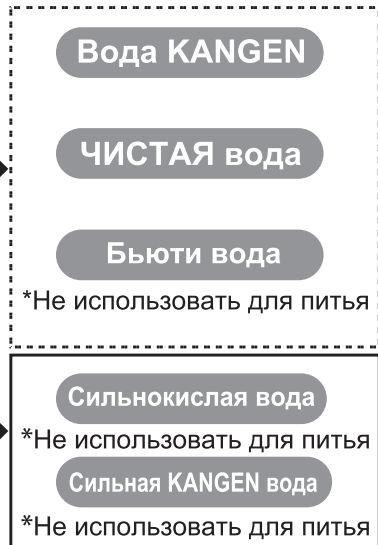 Вода KANGEN
ЧИСТАЯ вода
Бьюти вода
*Не использовать для питья
Сильнокислая вода
*Не использовать для питья
Сильная KANGEN вода
*Не использовать для питья